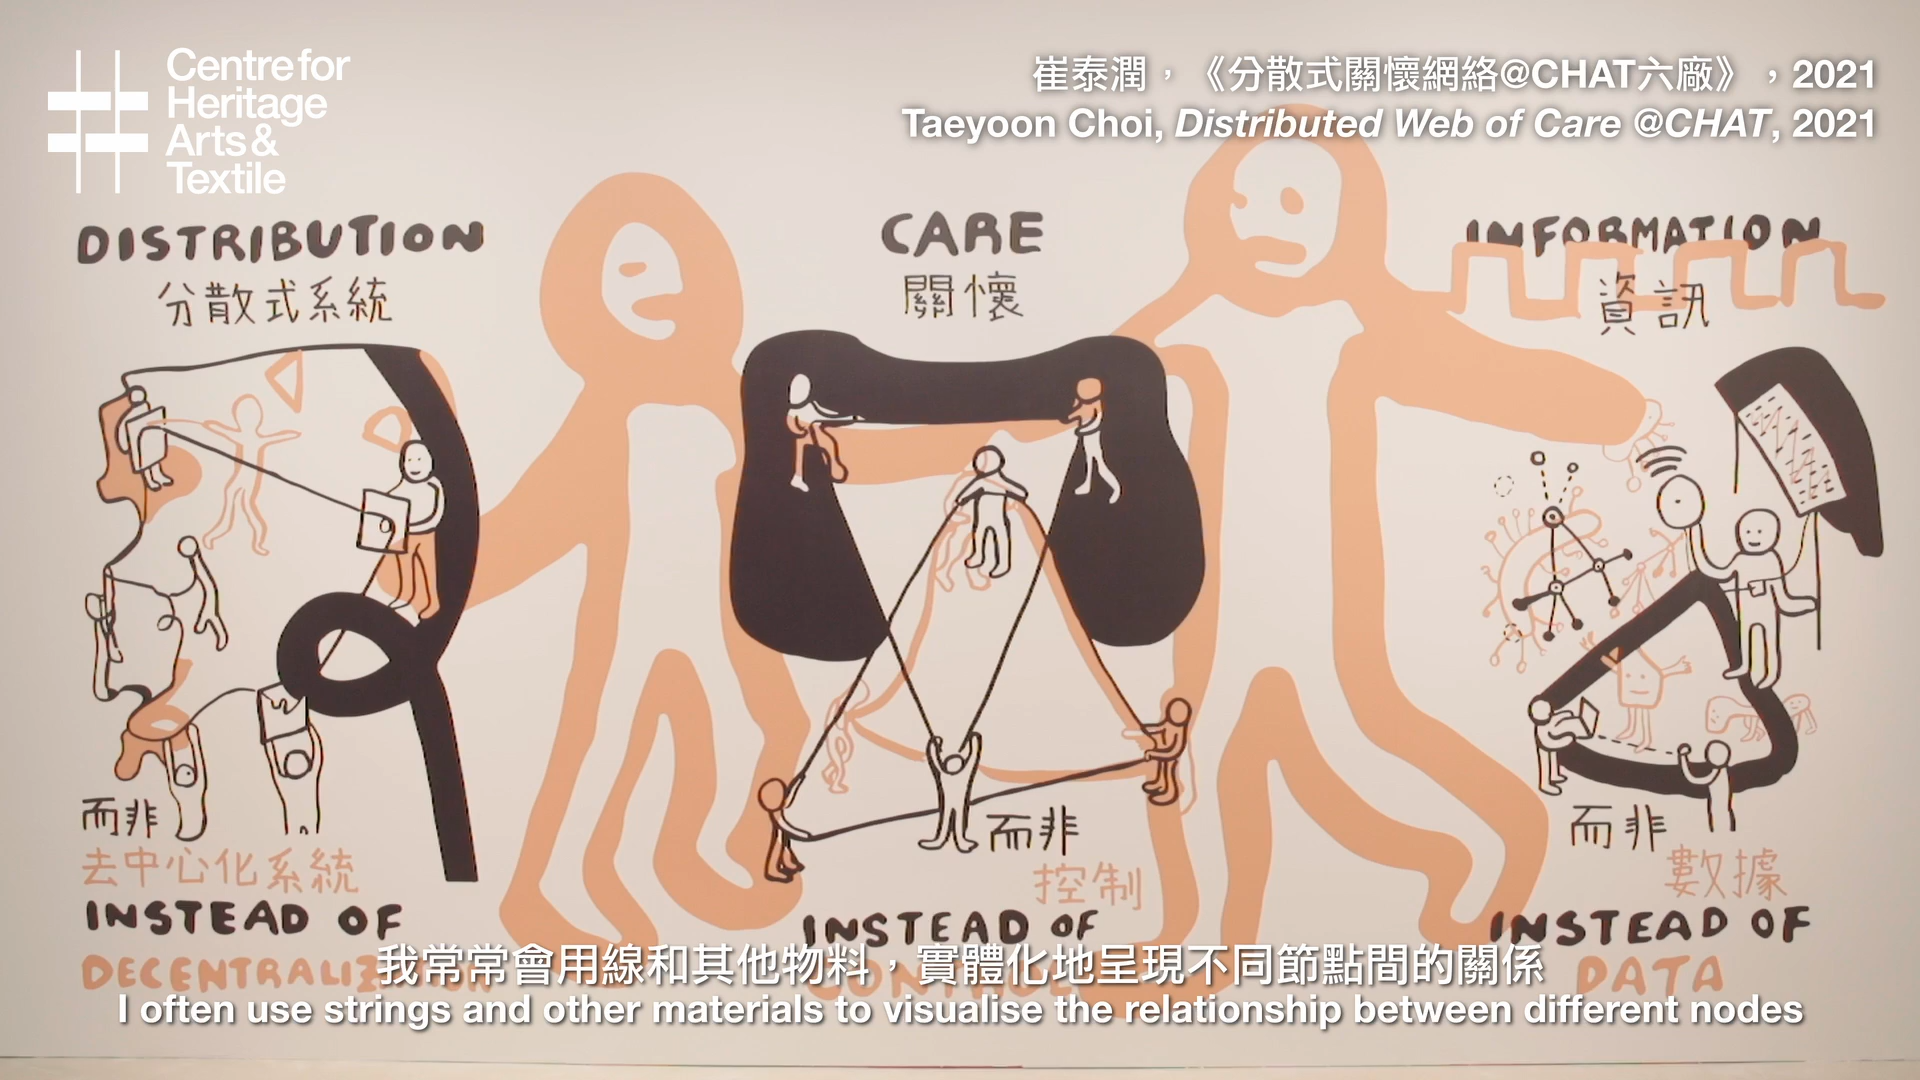 Centre for
Heritage
Arts &
Textile
崔泰潤，《分散式關懷網絡@CHAT六廠》，2021
Taeyoon Choi, Distributed Web of Care @CHAT, 2021
DISTRIBUTION
分散式系統
而非
去中心化系統
INSTEAD OF
CARE
關懷
而非
控制
INSTEAD OF
INFORMATION
資訊
而非
數據
INSTEAD OF
DATA
我常常會用線和其他物料，實體化地呈現不同節點間的關係
I often use strings and other materials to visualise the relationship between different nodes